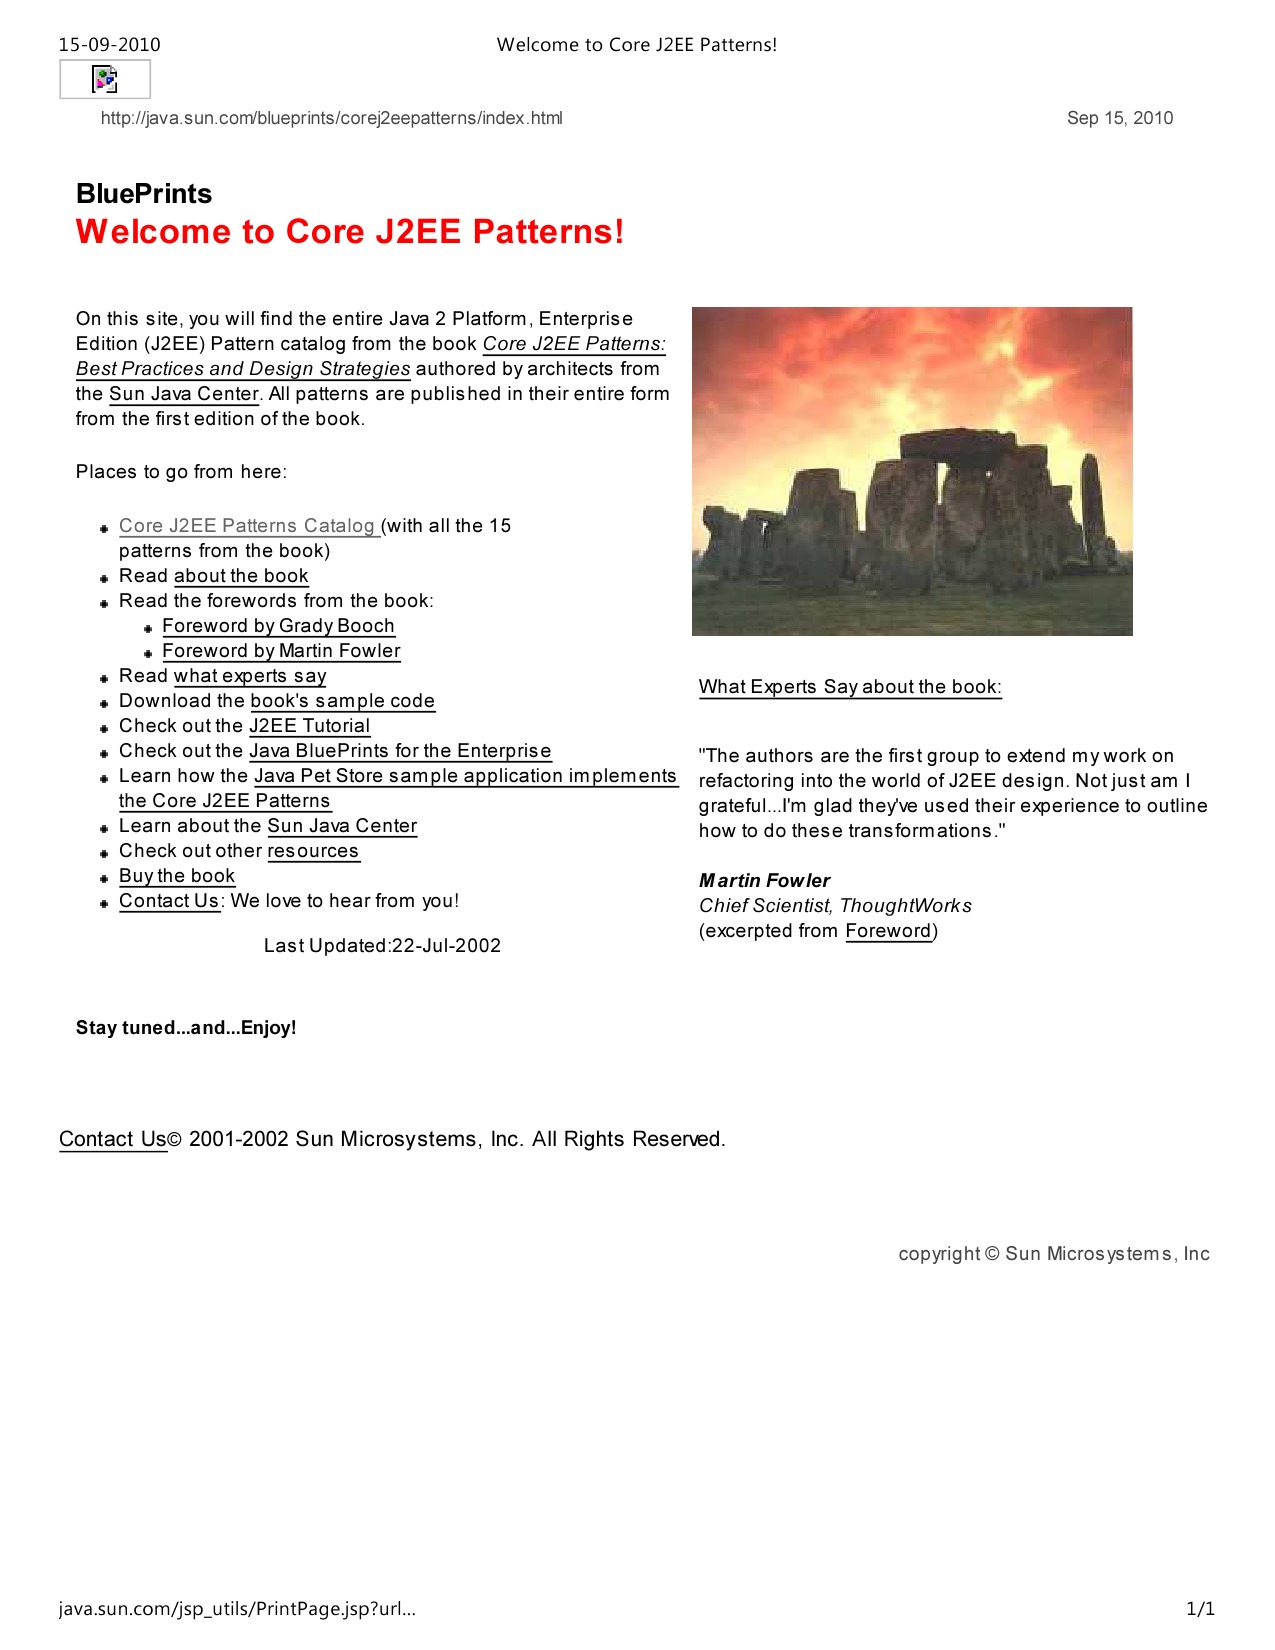 15-09-2010
Welcome to Core J2EE Patterns!
http://java.sun.com/blueprints/corej2eepatterns/index.html
Sep 15, 2010
BluePrints
Welcome to Core J2EE Patterns!
On this site, you will find the entire Java 2 Platform, Enterprise
Edition (J2EE) Pattern catalog from the book Core J2EE Patterns:
Best Practices and Design Strategies authored by architects from
the Sun Java Center. All patterns are published in their entire form
from the first edition of the book.
Places to go from here:
Core J2EE Patterns Catalog (with all the 15
patterns from the book)
Read about the book
Read the forewords from the book:
Foreword by Grady Booch
Foreword by Martin Fowler
Read what experts say
Download the book's sample code
Check out the J2EE Tutorial
Check out the Java BluePrints for the Enterprise
Learn how the Java Pet Store sample application implements
the Core J2EE Patterns
Learn about the Sun Java Center
Check out other resources
Buy the book
Contact Us: We love to hear from you!
Last Updated:22-Jul-2002
What Experts Say about the book:
"The authors are the first group to extend my work on
refactoring into the world of J2EE design. Not just am I
grateful...I'm glad they've used their experience to outline
how to do these transformations."
Martin Fowler
Chief Scientist, ThoughtWorks
(excerpted from Foreword)
Stay tuned...and...Enjoy!
Contact Us© 2001-2002 Sun Microsystems, Inc. All Rights Reserved.
copyright © Sun Microsystems, Inc
java.sun.com/jsp_utils/PrintPage.jsp?url...
1/1